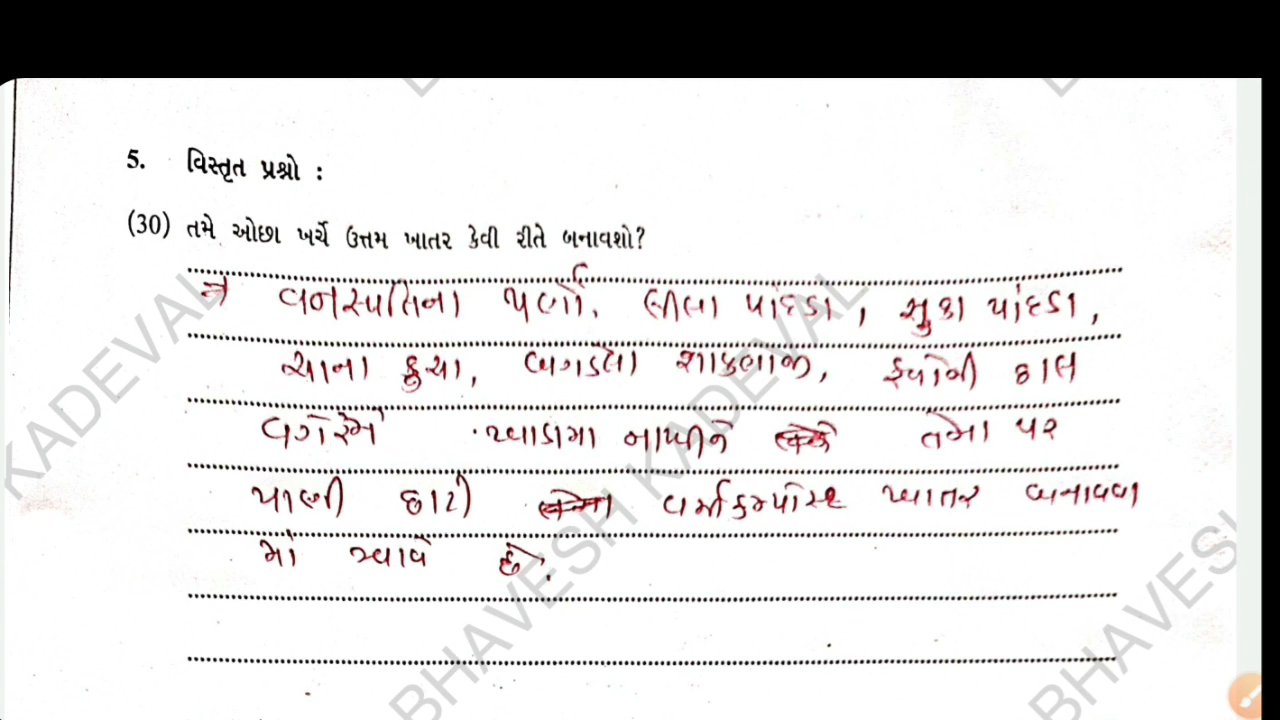 5. વિસ્તૃત પ્રશ્નો :
(30) તમે ઓછા ખર્ચે ઉત્તમ ખાતર કેવી રીતે બનાવશો?
→ વનસ્પતિના પર્ણો, લીલા પાંદડા, સુકા પાંદડા,
ચાના કુચા, બગડેલા શાકભાજી, ફળોની છાલ
વગેરેને ખાડામા નાખીને તેના પર
પાણી છાટી વર્મીકમ્પોસ્ટ ખાતર બનાવવા
માં આવે છે.
KADEVAL
BHAVESH KADEVAL
BHAVESH